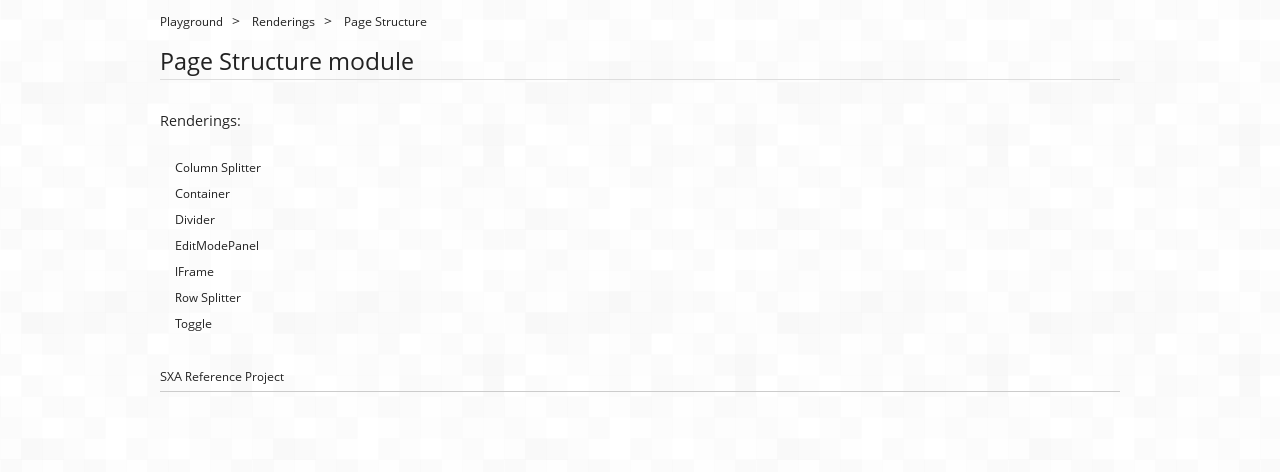 Playground > Renderings > Page Structure
Page Structure module
Renderings:
Column Splitter
Container
Divider
EditModePanel
IFrame
Row Splitter
Toggle
SXA Reference Project